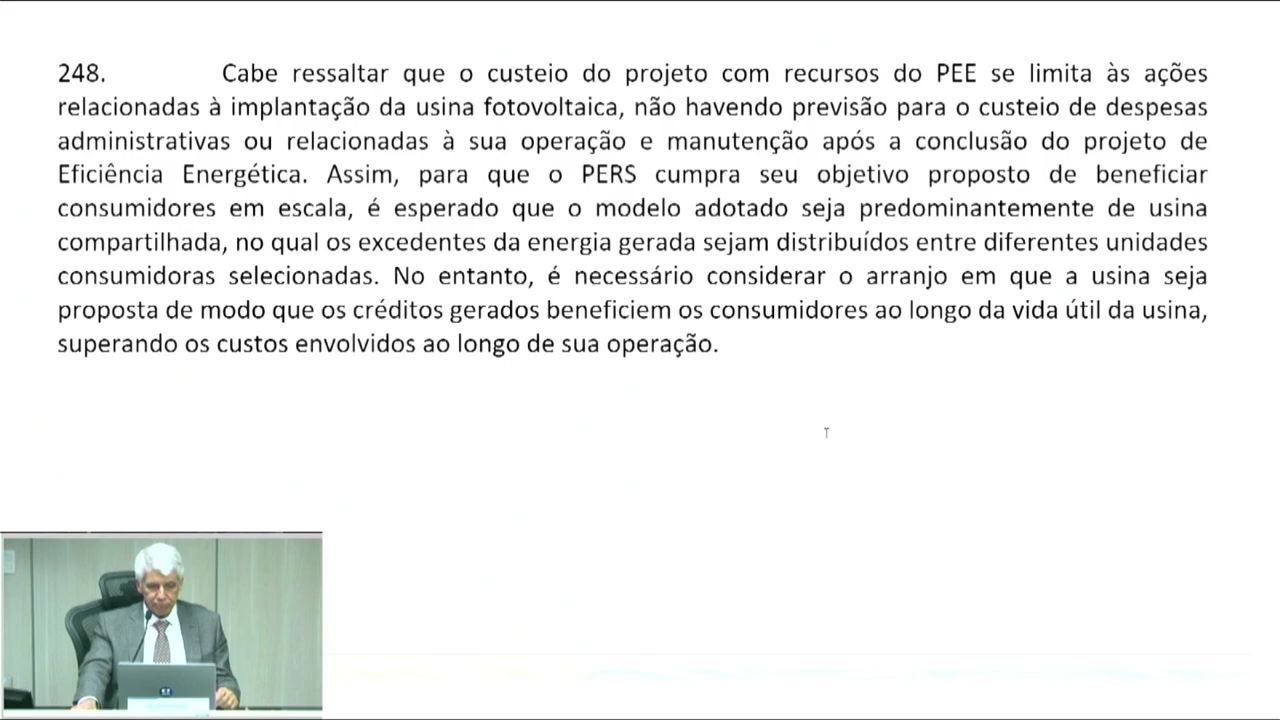 248. Cabe ressaltar que o custeio do projeto com recursos do PEE se limita às ações
relacionadas à implantação da usina fotovoltaica, não havendo previsão para o custeio de despesas
administrativas ou relacionadas à sua operação e manutenção após a conclusão do projeto de
Eficiência Energética. Assim, para que o PERS cumpra seu objetivo proposto de beneficiar
consumidores em escala, é esperado que o modelo adotado seja predominantemente de usina
compartilhada, no qual os excedentes da energia gerada sejam distribuídos entre diferentes unidades
consumidoras selecionadas. No entanto, é necessário considerar o arranjo em que a usina seja
proposta de modo que os créditos gerados beneficiem os consumidores ao longo da vida útil da usina,
superando os custos envolvidos ao longo de sua operação.